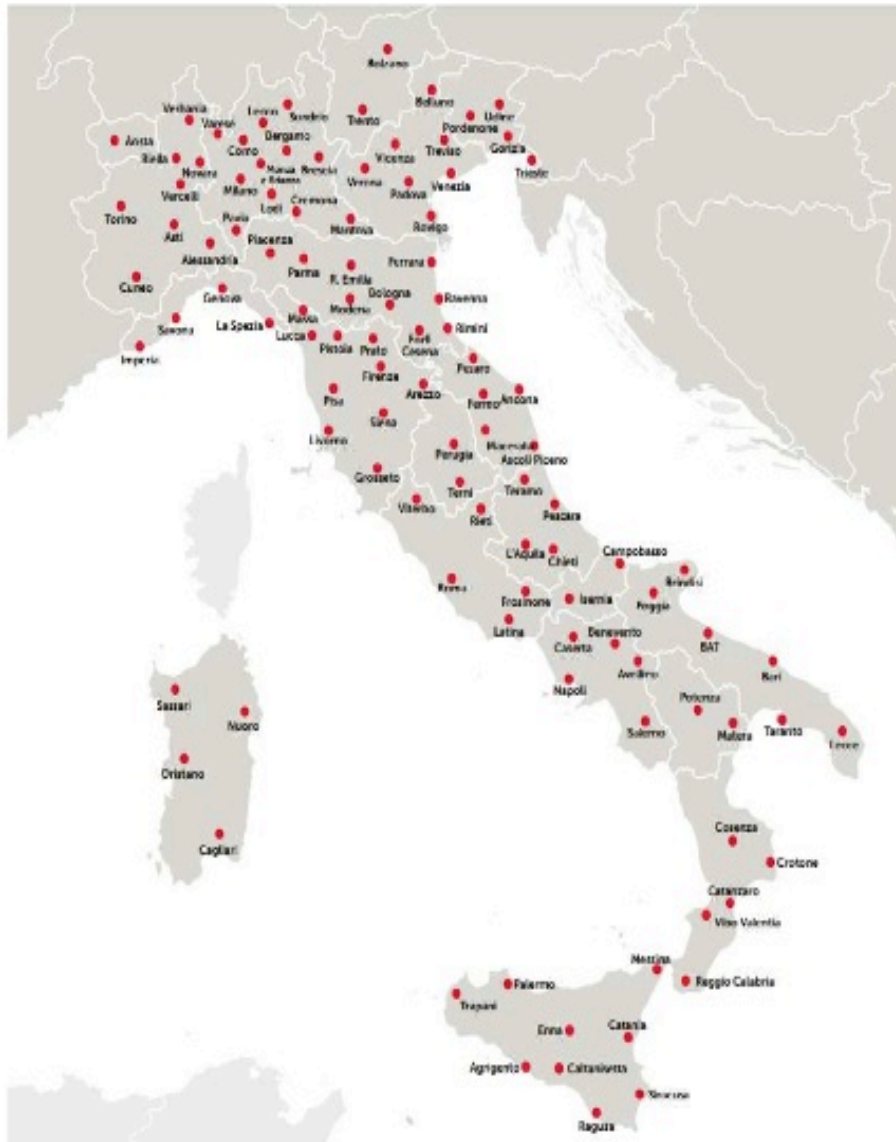 Bolzano
Belluno
Udine
Verbania
Lecco
Sondrio
Varese
Trento
Pordenone
Aosta
Bergamo
Gorizia
Como
Vicenza
Treviso
Biella
Novara
Monza
e Brianza
Brescia
Trieste
Vercelli
Milano
Verona
Padova
Venezia
Lodi
Cremona
Torino
Pavia
Mantova
Rovigo
Asti
Piacenza
Alessandria
Parma
R. Emilia
Ferrara
Cuneo
Genova
Bologna
Modena
Ravenna
Savona
La Spezia
Massa
Rimini
Lucca
Pistoia
Prato
Forlì
Cesena
Imperia
Firenze
Pesaro
Pisa
Arezzo
Fermo
Ancona
Siena
Livorno
Macerata
Perugia
Ascoli Piceno
Grosseto
Terni
Teramo
Viterbo
Rieti
Pescara
L'Aquila
Chieti
Campobasso
Roma
Brindisi
Frosinone
Isernia
Foggia
Latina
Benevento
Caserta
BAT
Avellino
Bari
Napoli
Sassari
Potenza
Nuoro
Salerno
Matera
Taranto
Lecce
Oristano
Cosenza
Cagliari
Crotone
Catanzaro
Vibo Valentia
Messina
Reggio Calabria
Palermo
Trapani
Enna
Catania
Agrigento
Caltanisetta
Siracusa
Ragusa